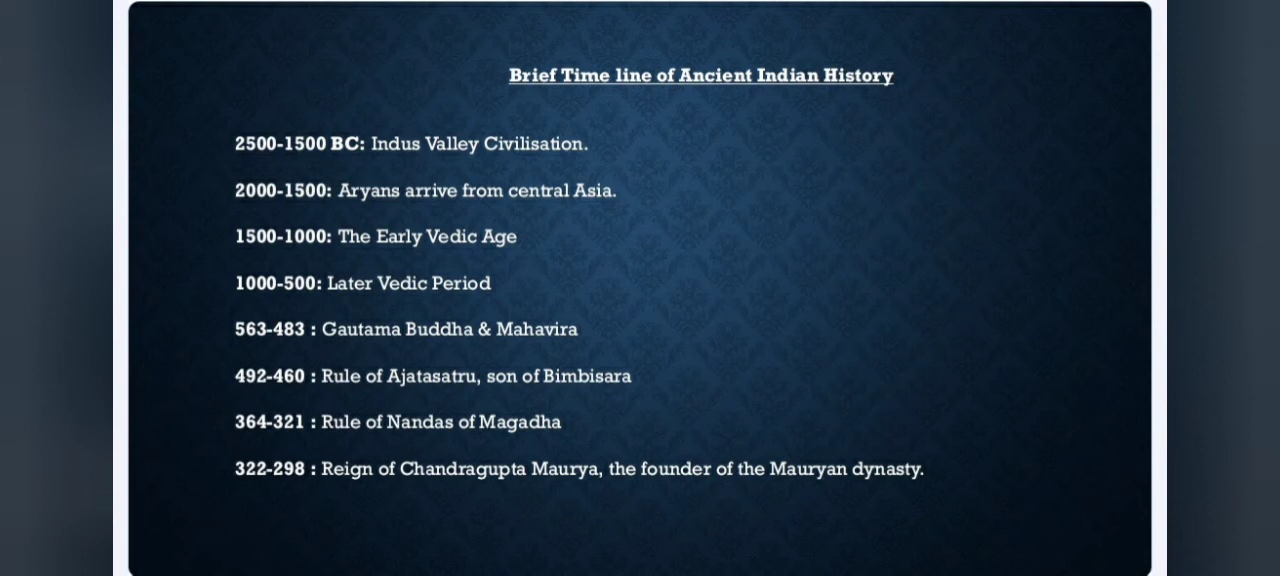 Brief Time line of Ancient Indian History
2500-1500 BC: Indus Valley Civilisation.
2000-1500: Aryans arrive from central Asia.
1500-1000: The Early Vedic Age
1000-500: Later Vedic Period
563-483 : Gautama Buddha & Mahavira
492-460 : Rule of Ajatasatru, son of Bimbisara
364-321 : Rule of Nandas of Magadha
322-298 : Reign of Chandragupta Maurya, the founder of the Mauryan dynasty.